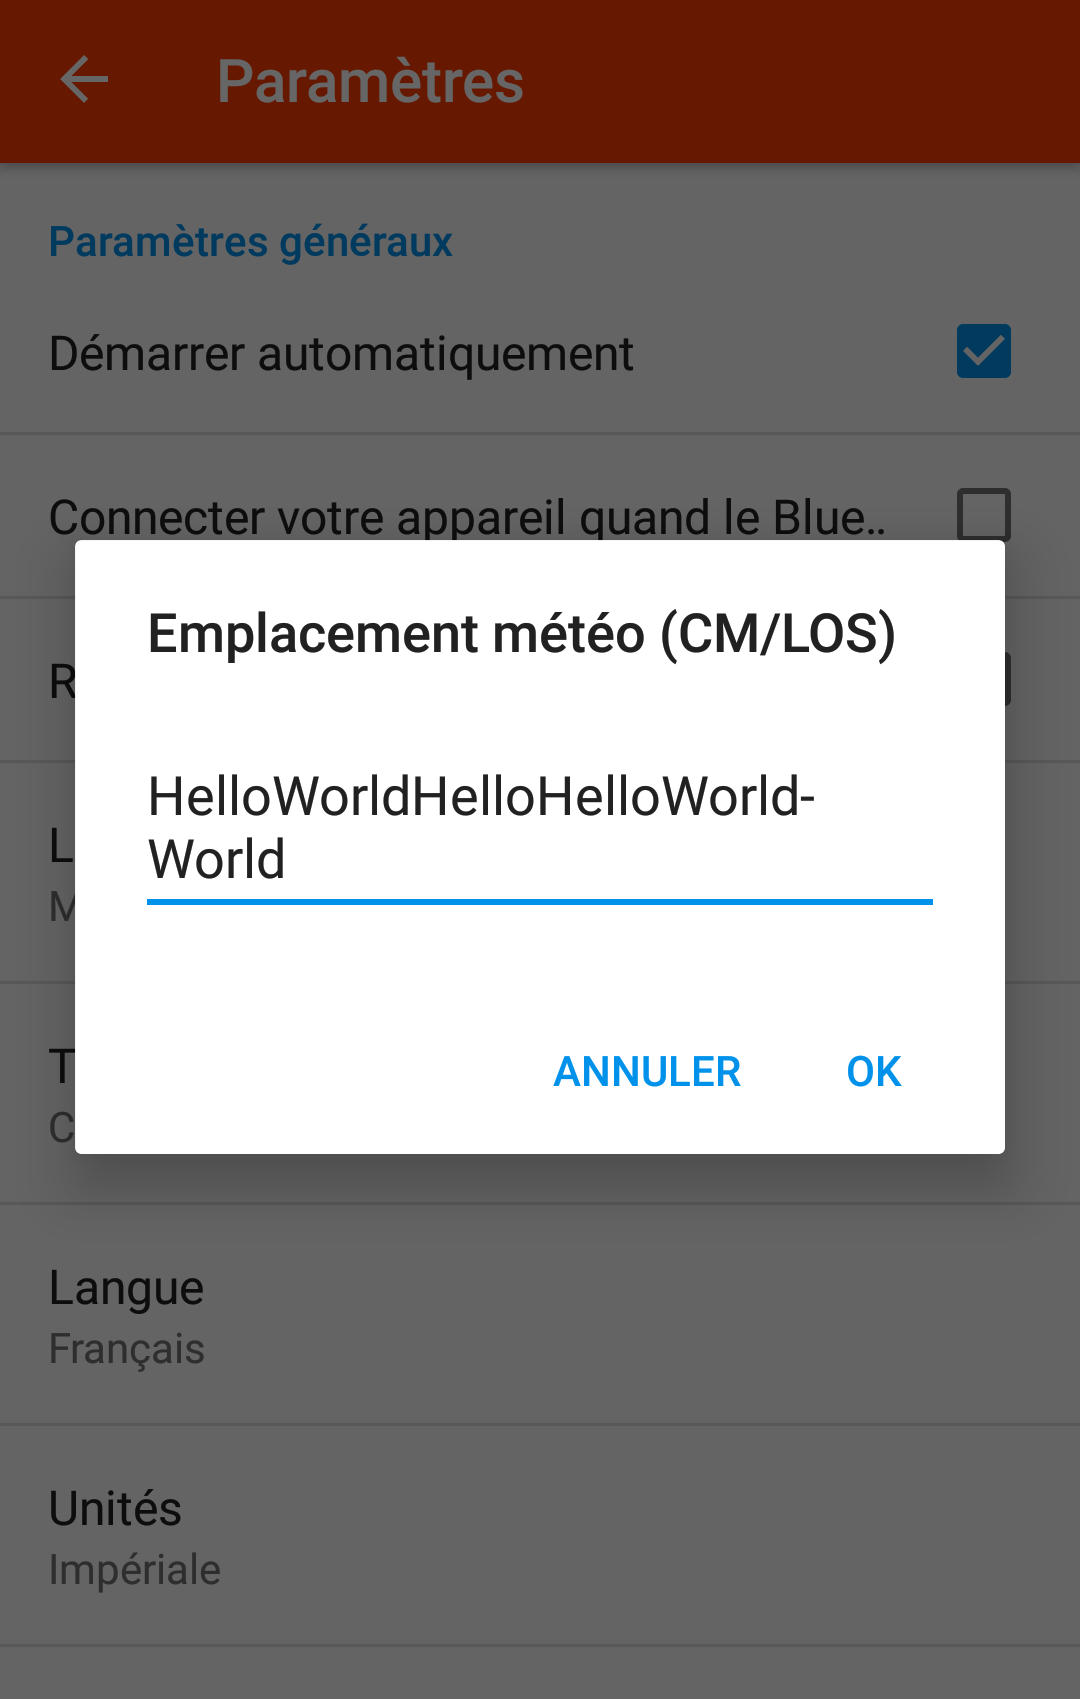 Paramètres
Paramètres généraux
Démarrer automatiquement
Connecter votre appareil quand le Blue..
Emplacement météo (CM/LOS)
HelloWorldHelloHelloWorld-
World
ANNULER OK
Langue
Français
Unités
Impériale